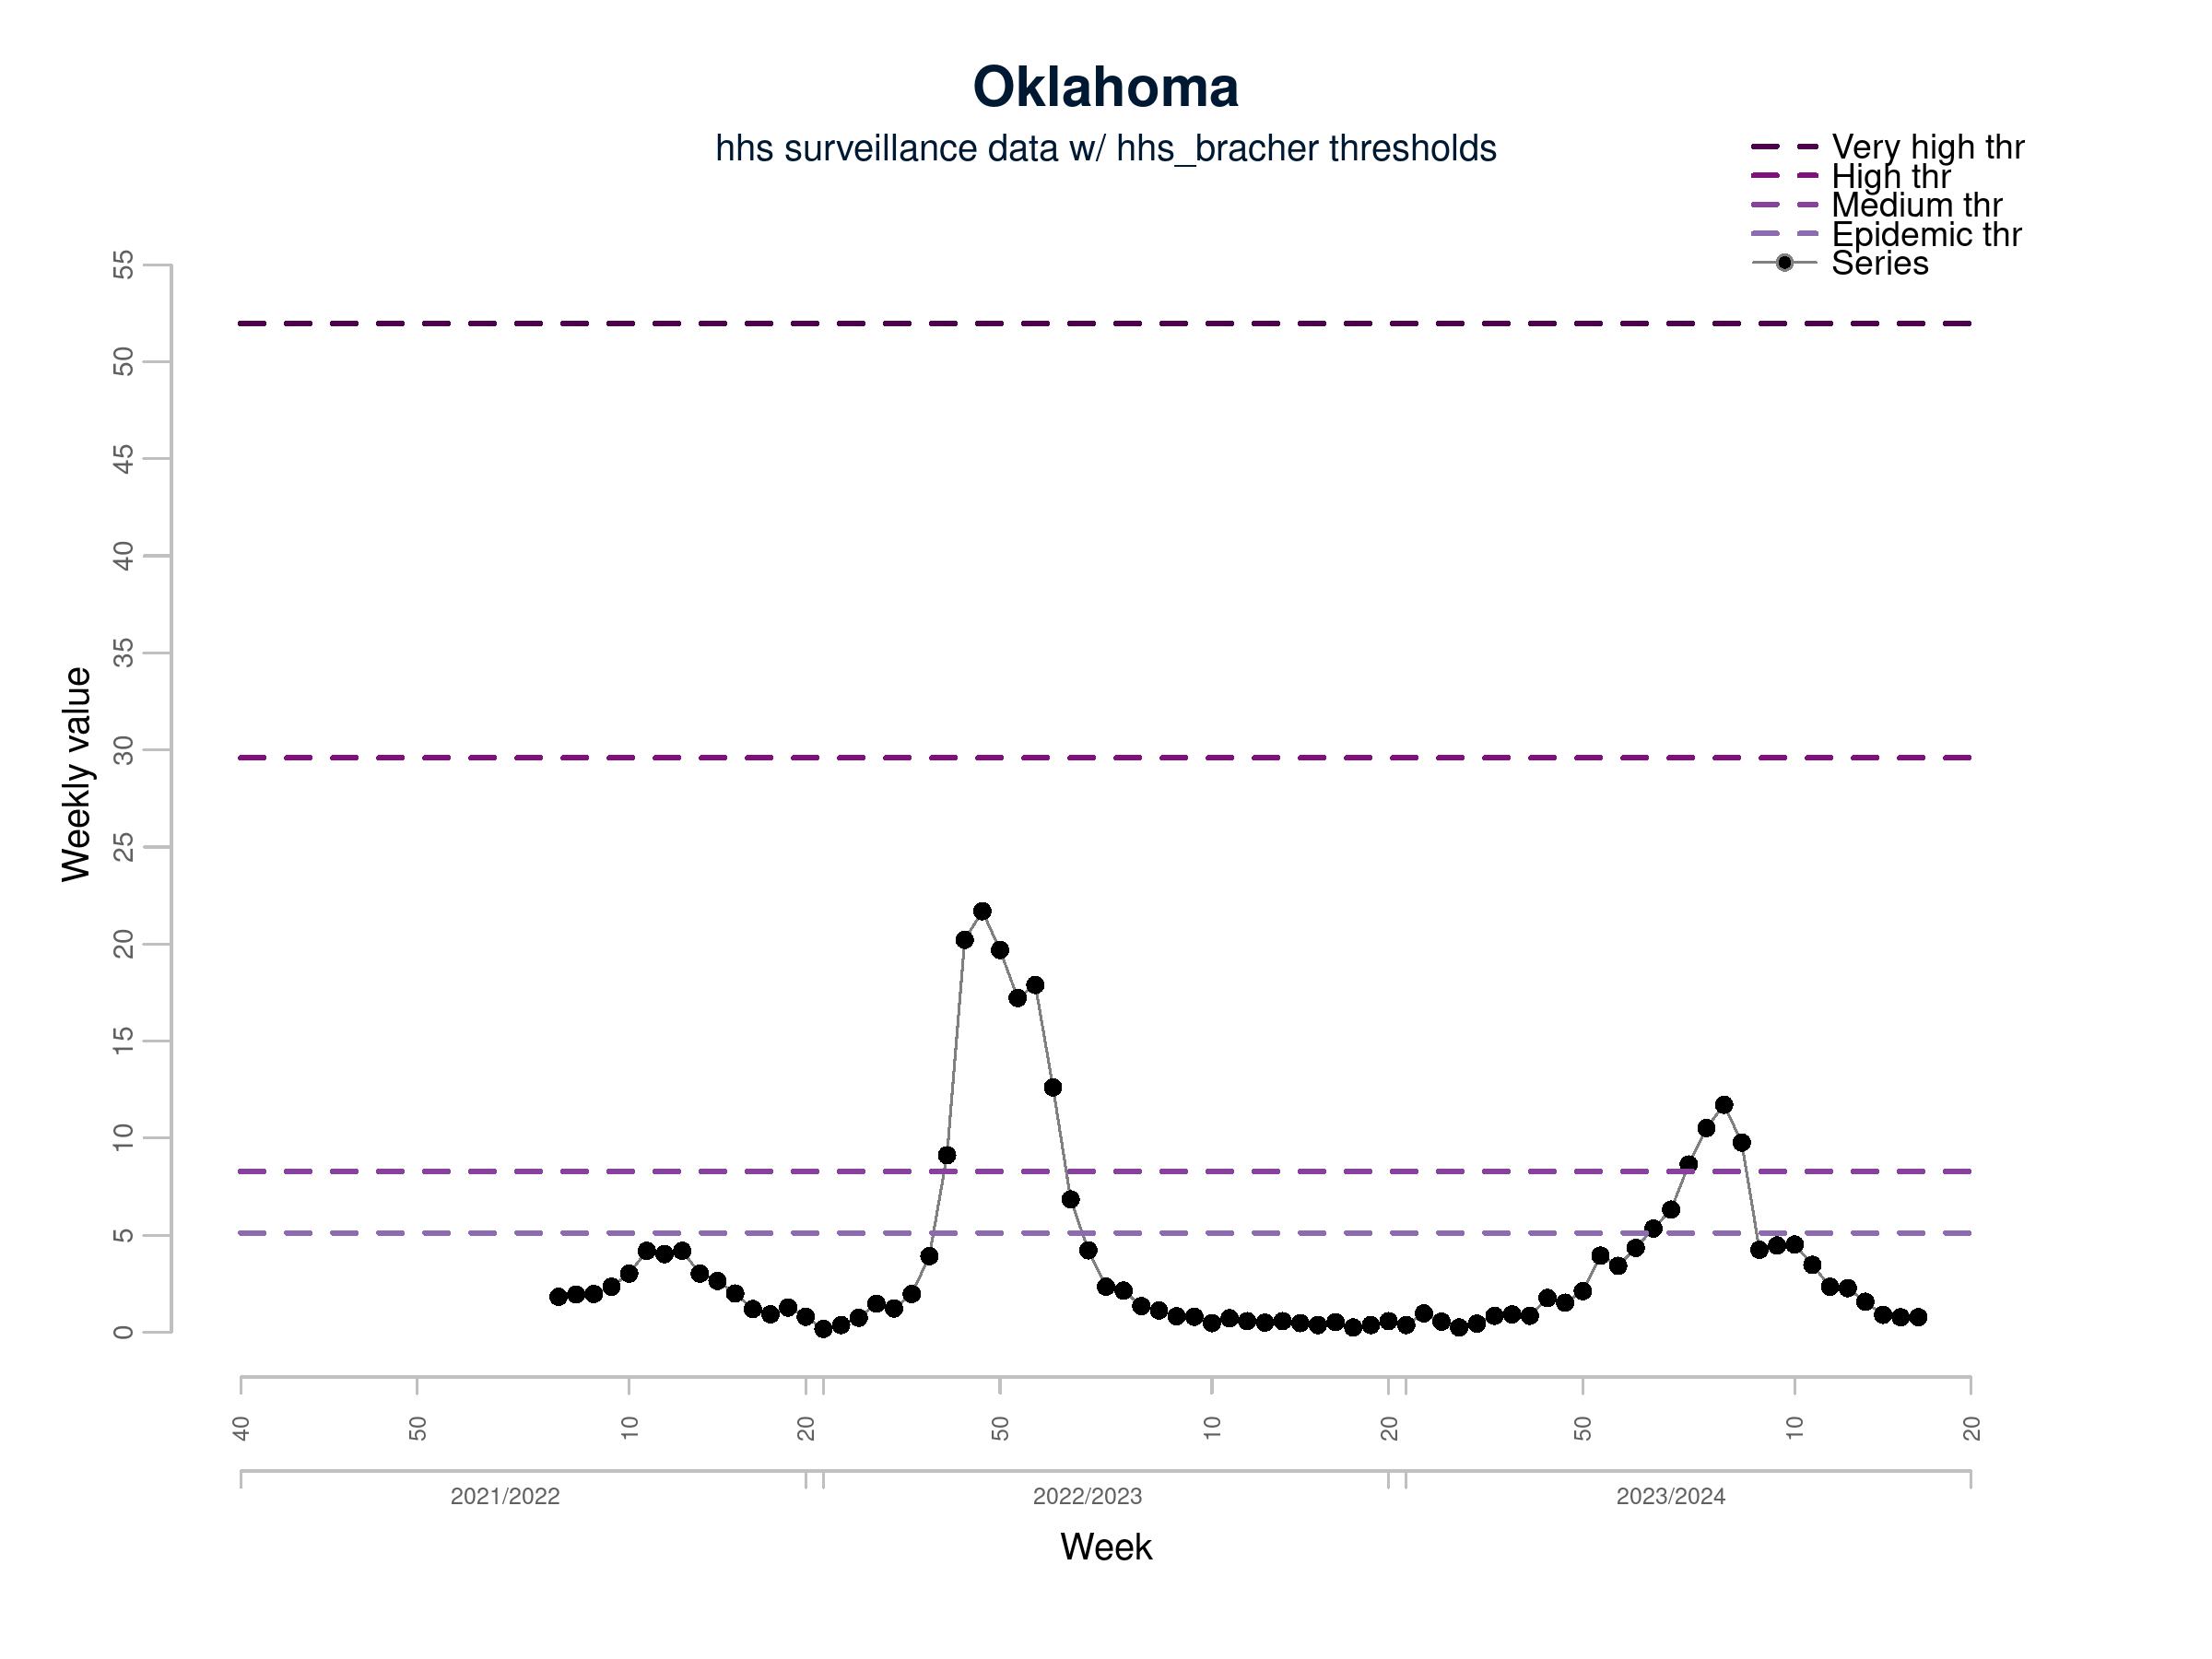 Oklahoma
hhs surveillance data w/ hhs_bracher thresholds
Very high thr
High thr
Medium thr
Epidemic thr
Series
55
50
45
40
35
30
25
20
15
10
5
0
Weekly value
40 50 10 20 50 10 20 50 10 20
2021/2022 2022/2023 2023/2024
Week